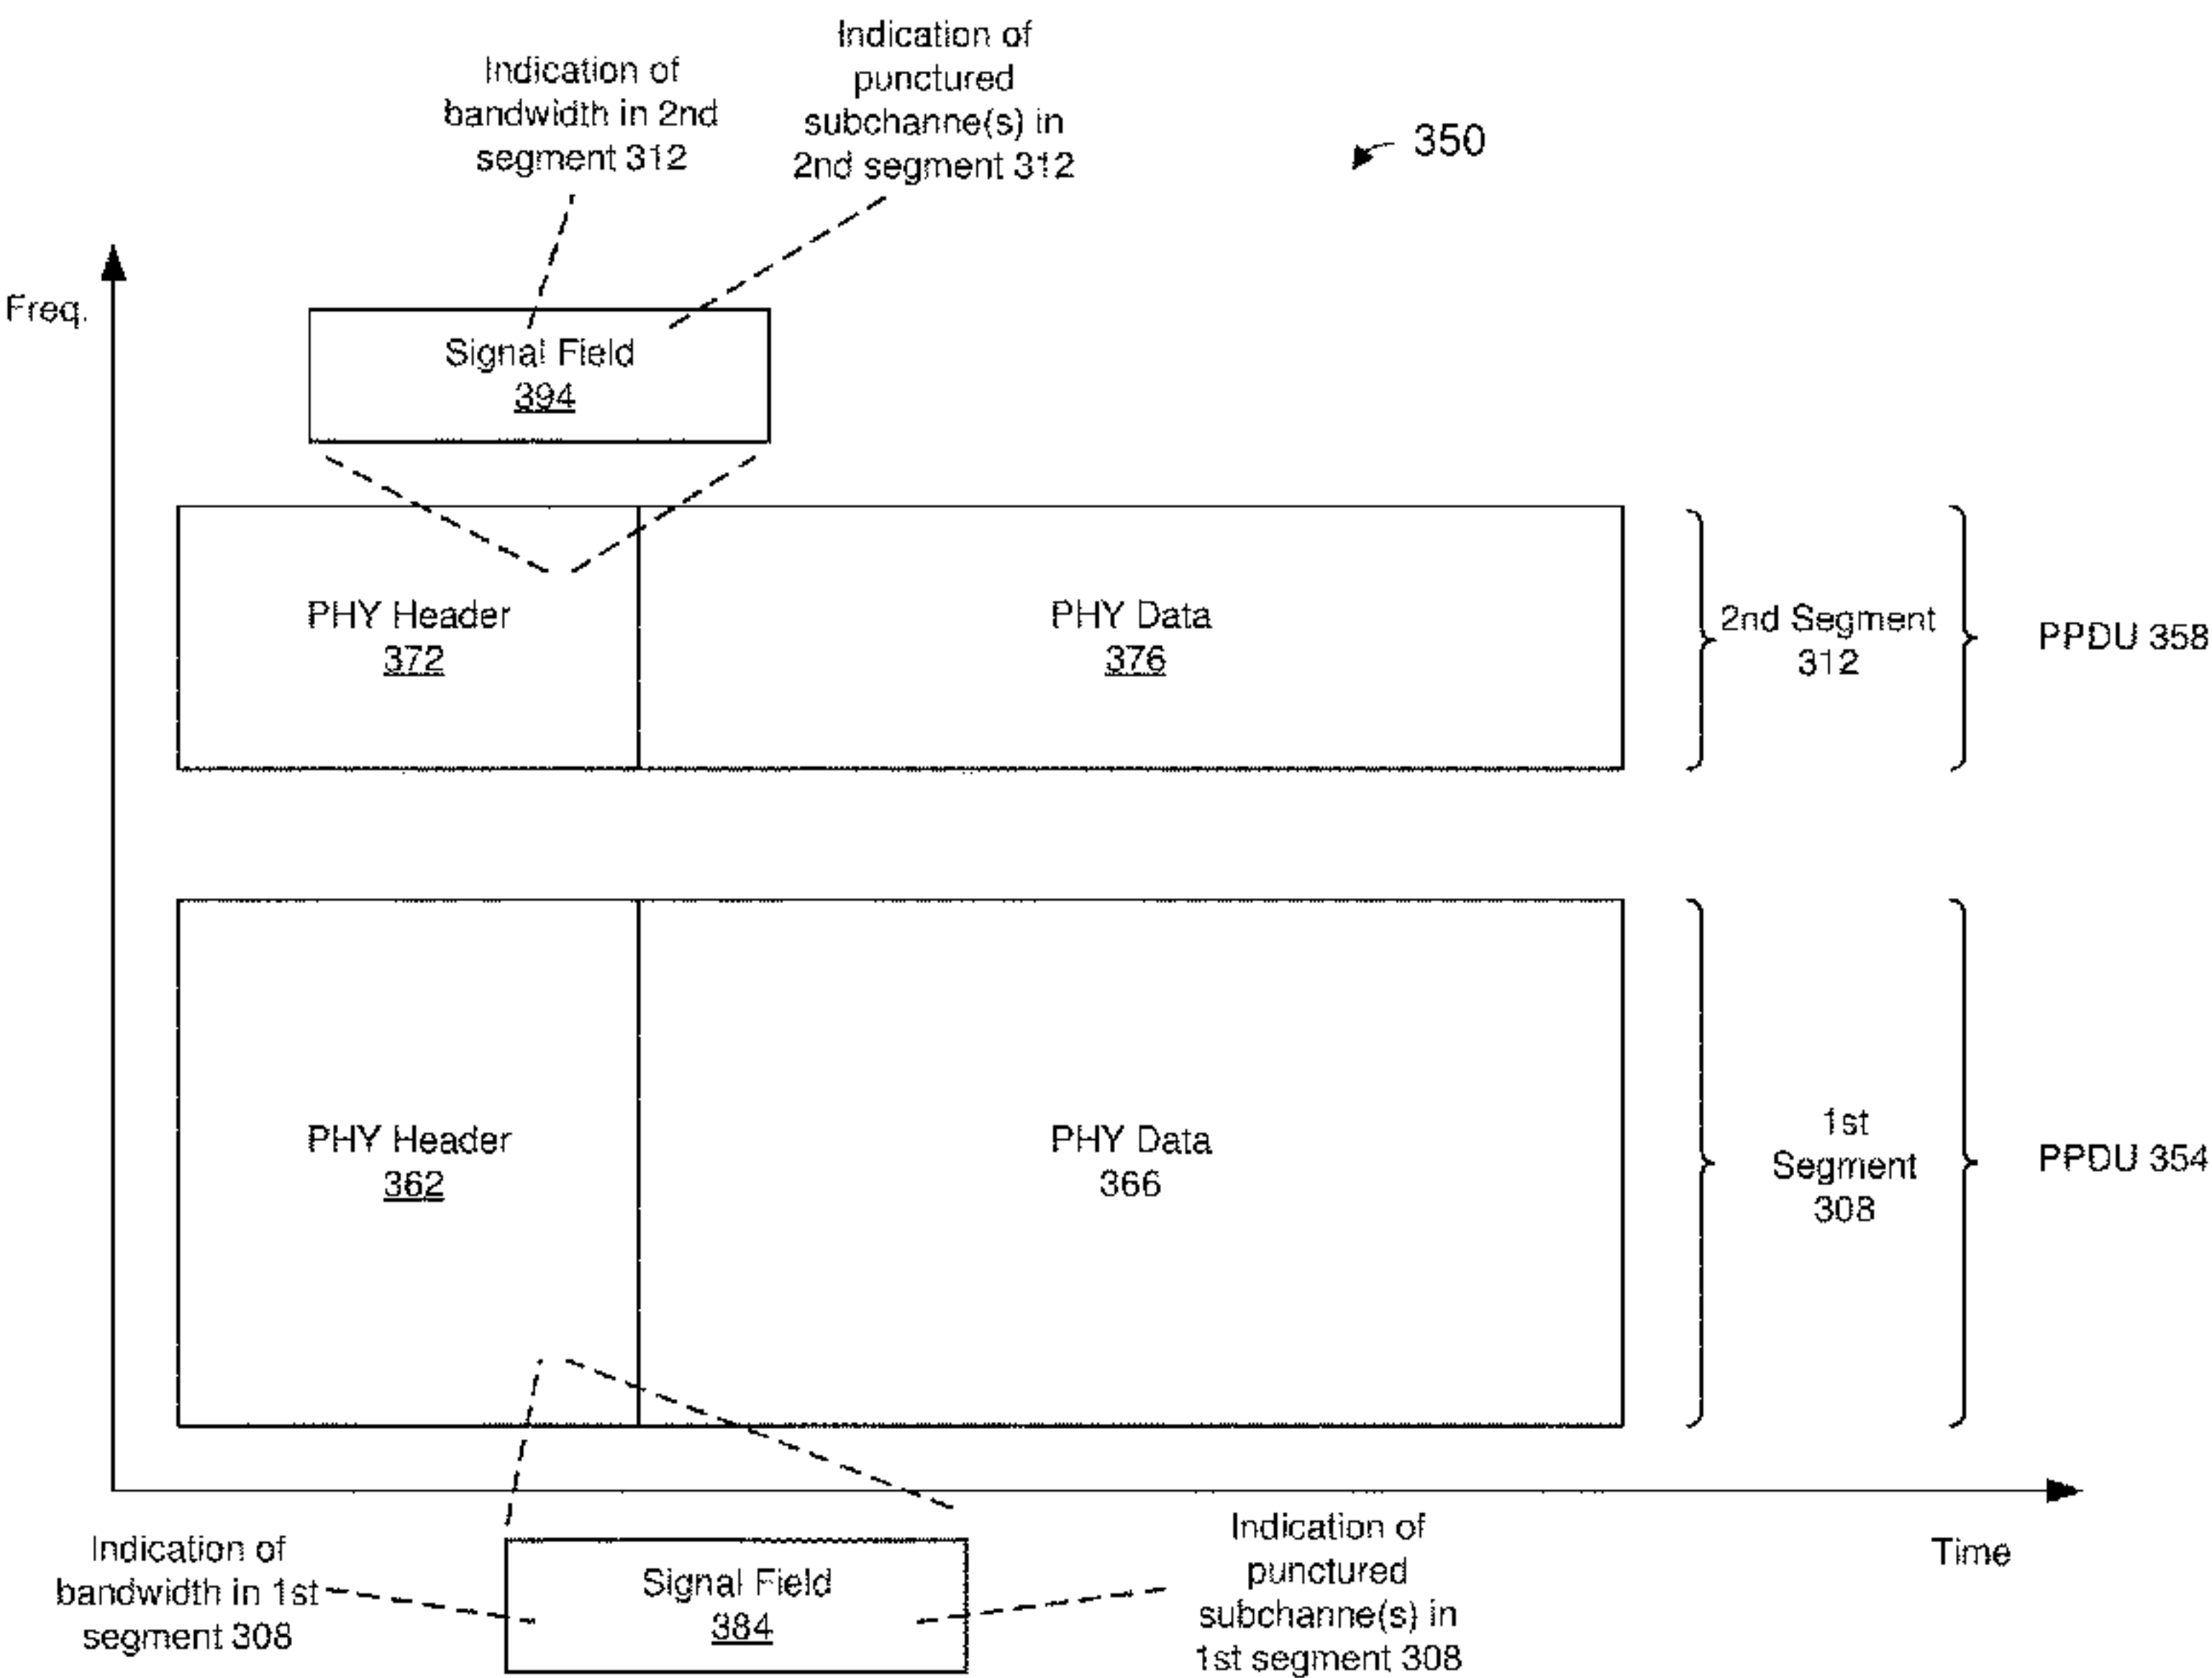 Indication of
bandwidth in 2nd
segment 312
Indication of
punctured
subchanne(s) in
2nd segment 312
350
Freq.
Signal Field
394
PHY Header
372
PHY Data
376
2nd Segment
312
PPDU 358
PHY Header
362
PHY Data
366
1st
Segment
308
PPDU 354
Time
Indication of
bandwidth in 1st
segment 308
Signal Field
384
Indication of
punctured
subchanne(s) in
1st segment 308